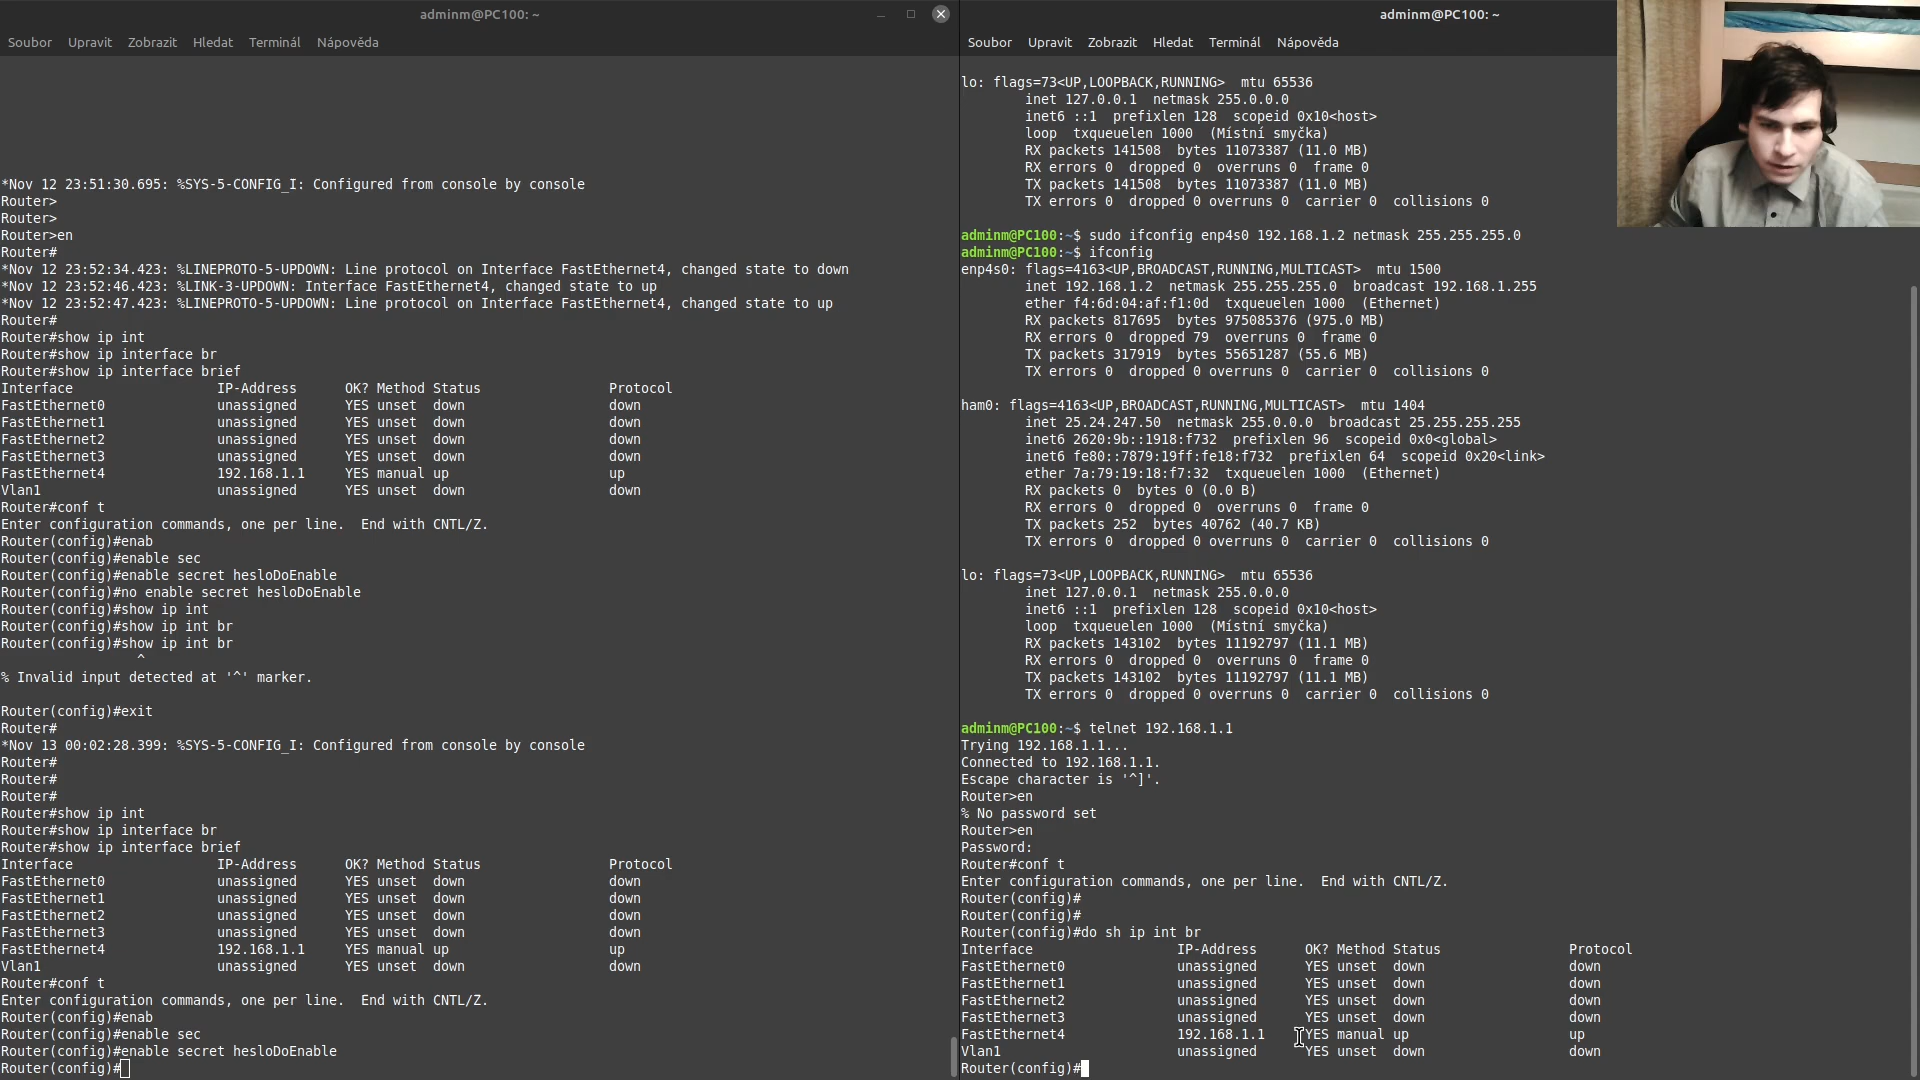 adminm@PC100: ~
Soubor Upravit Zobrazit Hledat Terminál Nápověda
*Nov 12 23:51:30.695: %SYS-5-CONFIG_I: Configured from console by console
Router>
Router>
Router>en
Router#
*Nov 12 23:52:34.423: %LINEPROTO-5-UPDOWN: Line protocol on Interface FastEthernet4, changed state to down
*Nov 12 23:52:46.423: %LINK-3-UPDOWN: Interface FastEthernet4, changed state to up
*Nov 12 23:52:47.423: %LINEPROTO-5-UPDOWN: Line protocol on Interface FastEthernet4, changed state to up
Router#
Router#show ip int
Router#show ip interface br
Router#show ip interface brief
Interface IP-Address OK? Method Status Protocol
FastEthernet0 unassigned YES unset down down
FastEthernet1 unassigned YES unset down down
FastEthernet2 unassigned YES unset down down
FastEthernet3 unassigned YES unset down down
FastEthernet4 192.168.1.1 YES manual up up
Vlan1 unassigned YES unset down down
Router#conf t
Enter configuration commands, one per line. End with CNTL/Z.
Router(config)#enab
Router(config)#enable sec
Router(config)#enable secret hesloDoEnable
Router(config)#no enable secret hesloDoEnable
Router(config)#show ip int
Router(config)#show ip int br
Router(config)#show ip int br
^
% Invalid input detected at '^' marker.
Router(config)#exit
Router#
*Nov 13 00:02:28.399: %SYS-5-CONFIG_I: Configured from console by console
Router#
Router#
Router#
Router#show ip int
Router#show ip interface br
Router#show ip interface brief
Interface IP-Address OK? Method Status Protocol
FastEthernet0 unassigned YES unset down down
FastEthernet1 unassigned YES unset down down
FastEthernet2 unassigned YES unset down down
FastEthernet3 unassigned YES unset down down
FastEthernet4 192.168.1.1 YES manual up up
Vlan1 unassigned YES unset down down
Router#conf t
Enter configuration commands, one per line. End with CNTL/Z.
Router(config)#enab
Router(config)#enable sec
Router(config)#enable secret hesloDoEnable
Router(config)#
adminm@PC100: ~
Soubor Upravit Zobrazit Hledat Terminál Nápověda
lo: flags=73<UP,LOOPBACK,RUNNING> mtu 65536
inet 127.0.0.1 netmask 255.0.0.0
inet6 ::1 prefixlen 128 scopeid 0x10<host>
loop txqueuelen 1000 (Místní smyčka)
RX packets 141508 bytes 11073387 (11.0 MB)
RX errors 0 dropped 0 overruns 0 frame 0
TX packets 141508 bytes 11073387 (11.0 MB)
TX errors 0 dropped 0 overruns 0 carrier 0 collisions 0
adminm@PC100:~$ sudo ifconfig enp4s0 192.168.1.2 netmask 255.255.255.0
adminm@PC100:~$ ifconfig
enp4s0: flags=4163<UP,BROADCAST,RUNNING,MULTICAST> mtu 1500
inet 192.168.1.2 netmask 255.255.255.0 broadcast 192.168.1.255
ether f4:6d:04:af:f1:0d txqueuelen 1000 (Ethernet)
RX packets 817695 bytes 975085376 (975.0 MB)
RX errors 0 dropped 79 overruns 0 frame 0
TX packets 317919 bytes 55651287 (55.6 MB)
TX errors 0 dropped 0 overruns 0 carrier 0 collisions 0
ham0: flags=4163<UP,BROADCAST,RUNNING,MULTICAST> mtu 1404
inet 25.24.247.50 netmask 255.0.0.0 broadcast 25.255.255.255
inet6 2620:9b::1918:f732 prefixlen 96 scopeid 0x0<global>
inet6 fe80::7879:19ff:fe18:f732 prefixlen 64 scopeid 0x20<link>
ether 7a:79:19:18:f7:32 txqueuelen 1000 (Ethernet)
RX packets 0 bytes 0 (0.0 B)
RX errors 0 dropped 0 overruns 0 frame 0
TX packets 252 bytes 40762 (40.7 KB)
TX errors 0 dropped 0 overruns 0 carrier 0 collisions 0
lo: flags=73<UP,LOOPBACK,RUNNING> mtu 65536
inet 127.0.0.1 netmask 255.0.0.0
inet6 ::1 prefixlen 128 scopeid 0x10<host>
loop txqueuelen 1000 (Místní smyčka)
RX packets 143102 bytes 11192797 (11.1 MB)
RX errors 0 dropped 0 overruns 0 frame 0
TX packets 143102 bytes 11192797 (11.1 MB)
TX errors 0 dropped 0 overruns 0 carrier 0 collisions 0
adminm@PC100:~$ telnet 192.168.1.1
Trying 192.168.1.1...
Connected to 192.168.1.1.
Escape character is '^]'.
Router>en
% No password set
Router>en
Password:
Router#conf t
Enter configuration commands, one per line. End with CNTL/Z.
Router(config)#
Router(config)#
Router(config)#do sh ip int br
Interface IP-Address OK? Method Status Protocol
FastEthernet0 unassigned YES unset down down
FastEthernet1 unassigned YES unset down down
FastEthernet2 unassigned YES unset down down
FastEthernet3 unassigned YES unset down down
FastEthernet4 192.168.1.1 YES manual up up
Vlan1 unassigned YES unset down down
Router(config)#